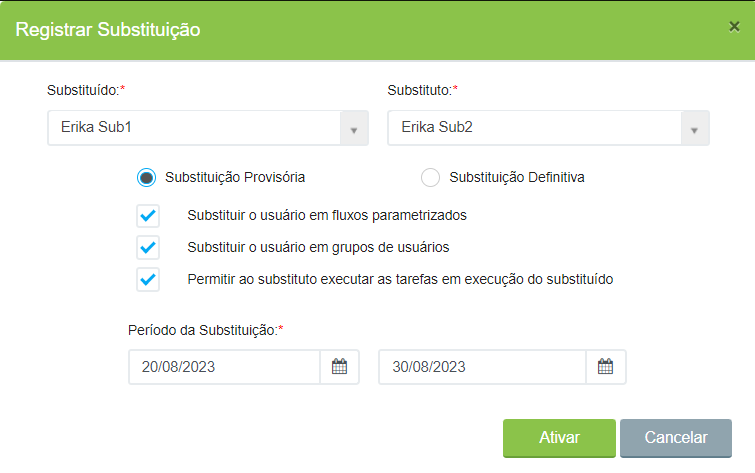 Registrar Substituição
×
Substituído:* Substituto:*
Erika Sub1 Erika Sub2
Substituição Provisória Substituição Definitiva
Substituir o usuário em fluxos parametrizados
Substituir o usuário em grupos de usuários
Permitir ao substituto executar as tarefas em execução do substituído
Período da Substituição:*
20/08/2023 30/08/2023
Ativar Cancelar